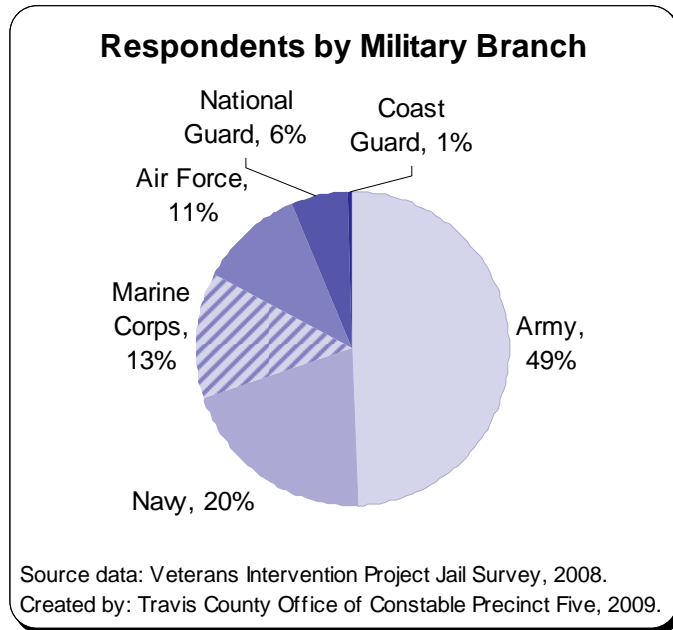 Respondents by Military Branch
National
Guard, 6%
Coast
Guard, 1%
Air Force,
11%
Marine
Corps,
13%
Army,
49%
Navy, 20%
Source data: Veterans Intervention Project Jail Survey, 2008.
Created by: Travis County Office of Constable Precinct Five, 2009.